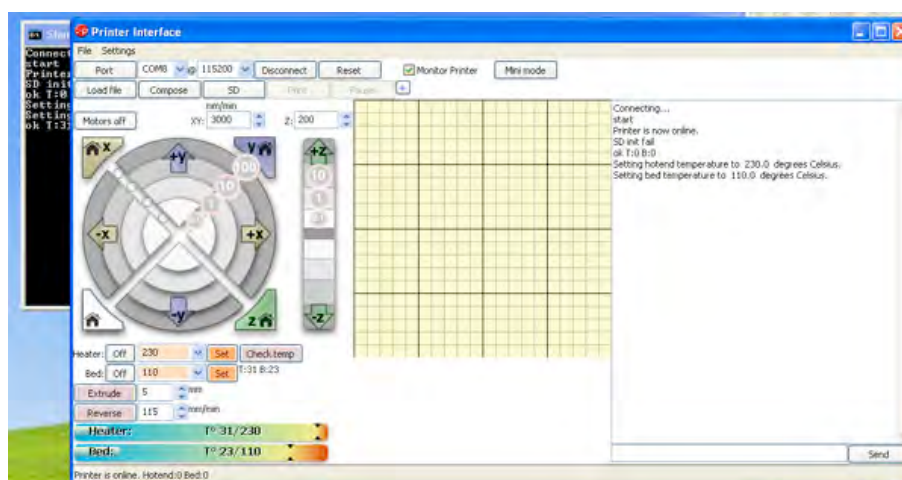 Printer Interface
Connect
start
Printer
SD init
ok T:0
Setting
Setting
ok T:3
File Settings
Port COM8 @ 115200 Disconnect Reset Monitor Printer Mini mode
Load file Compose SD Print Pause +
mm/min
Motors off XY: 3000 Z: 200
x +y y 100 10 1 +z 10 1
-x +x
-y z -z
Heater: Off 230 Set Check temp
Bed: Off 110 Set T:31 B:23
Extrude 5 mm
Reverse 115 mm/min
Heater: T° 31/230
Bed: T° 23/110
Printer is online. Hotend:0 Bed:0
Connecting...
start
Printer is now online.
SD init fail
ok T:0 B:0
Setting hotend temperature to 230.0 degrees Celsius.
Setting bed temperature to 110.0 degrees Celsius.
Send